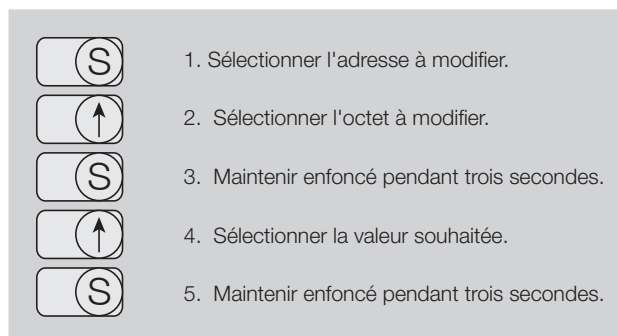 S 1. Sélectionner l'adresse à modifier.
↑ 2. Sélectionner l'octet à modifier.
S 3. Maintenir enfoncé pendant trois secondes.
↑ 4. Sélectionner la valeur souhaitée.
S 5. Maintenir enfoncé pendant trois secondes.